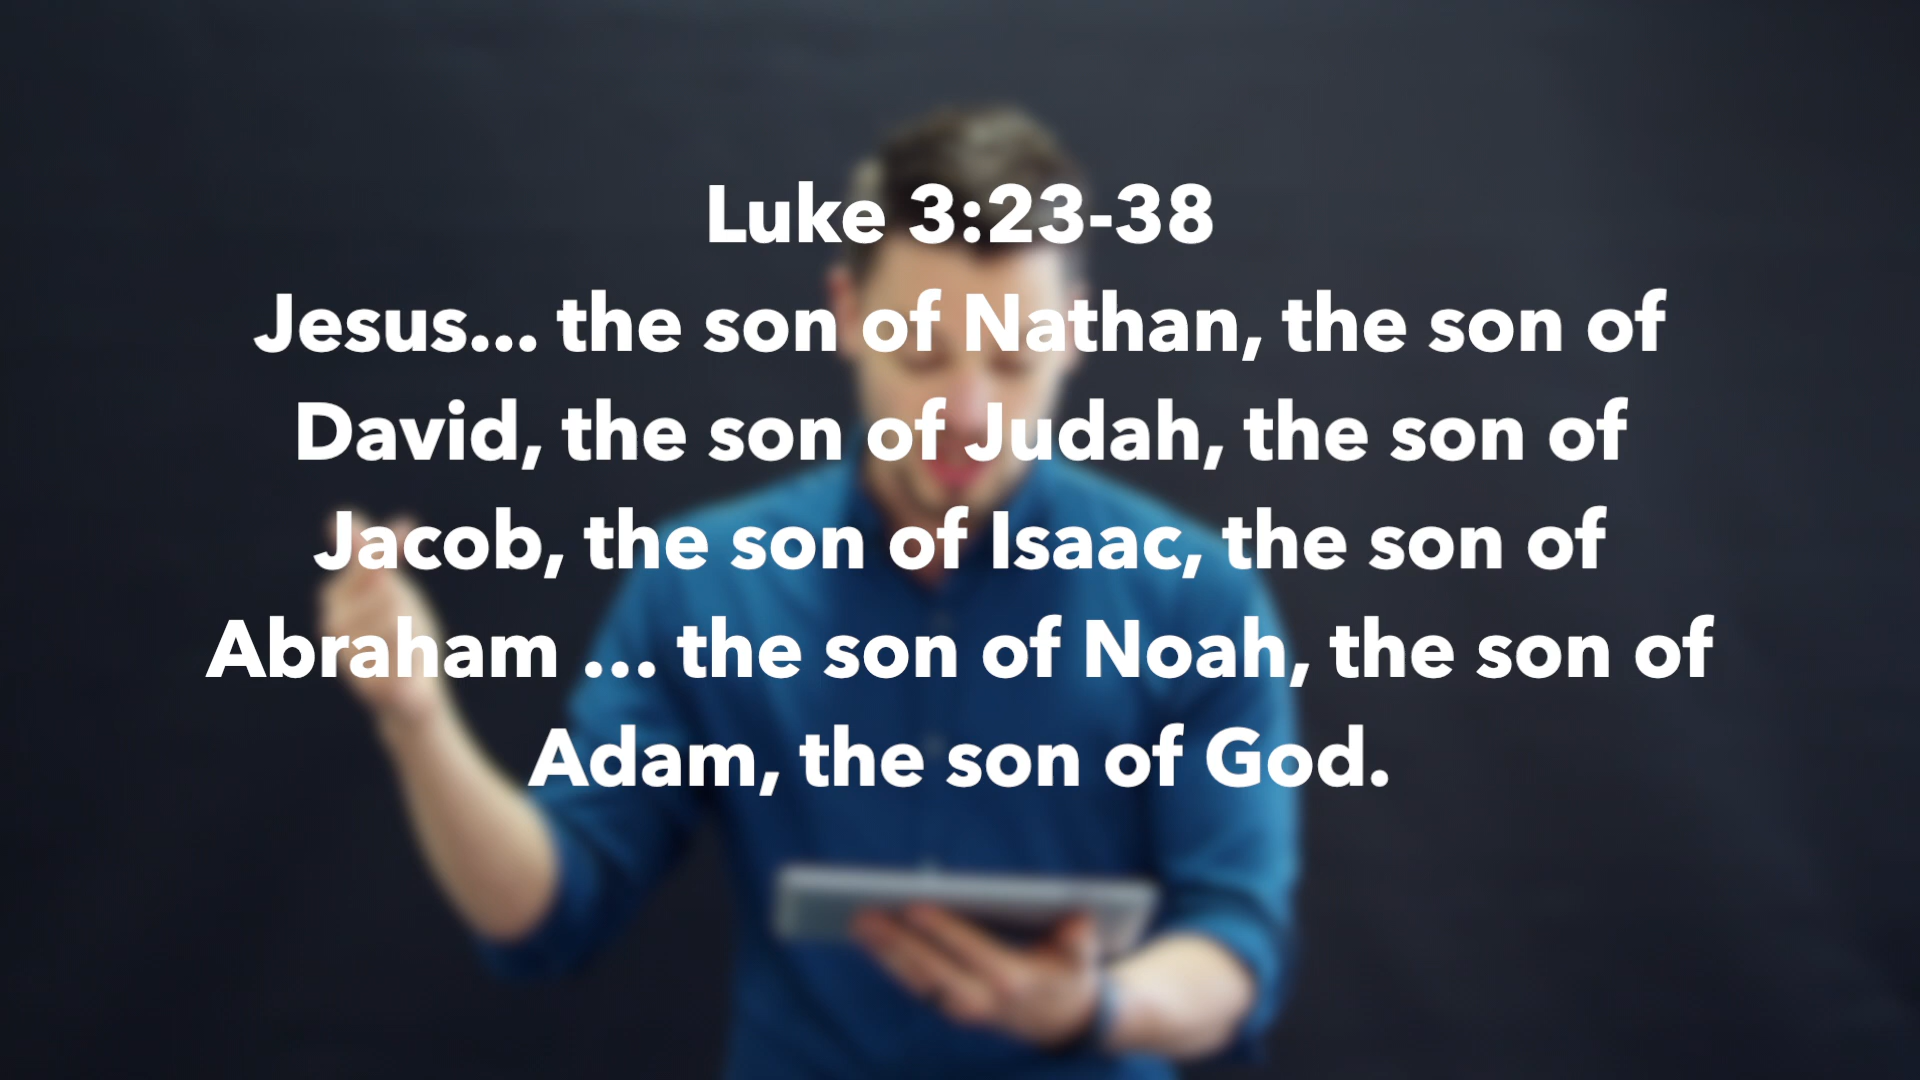 Luke 3:23-38
Jesus... the son of Nathan, the son of
David, the son of Judah, the son of
Jacob, the son of Isaac, the son of
Abraham ... the son of Noah, the son of
Adam, the son of God.